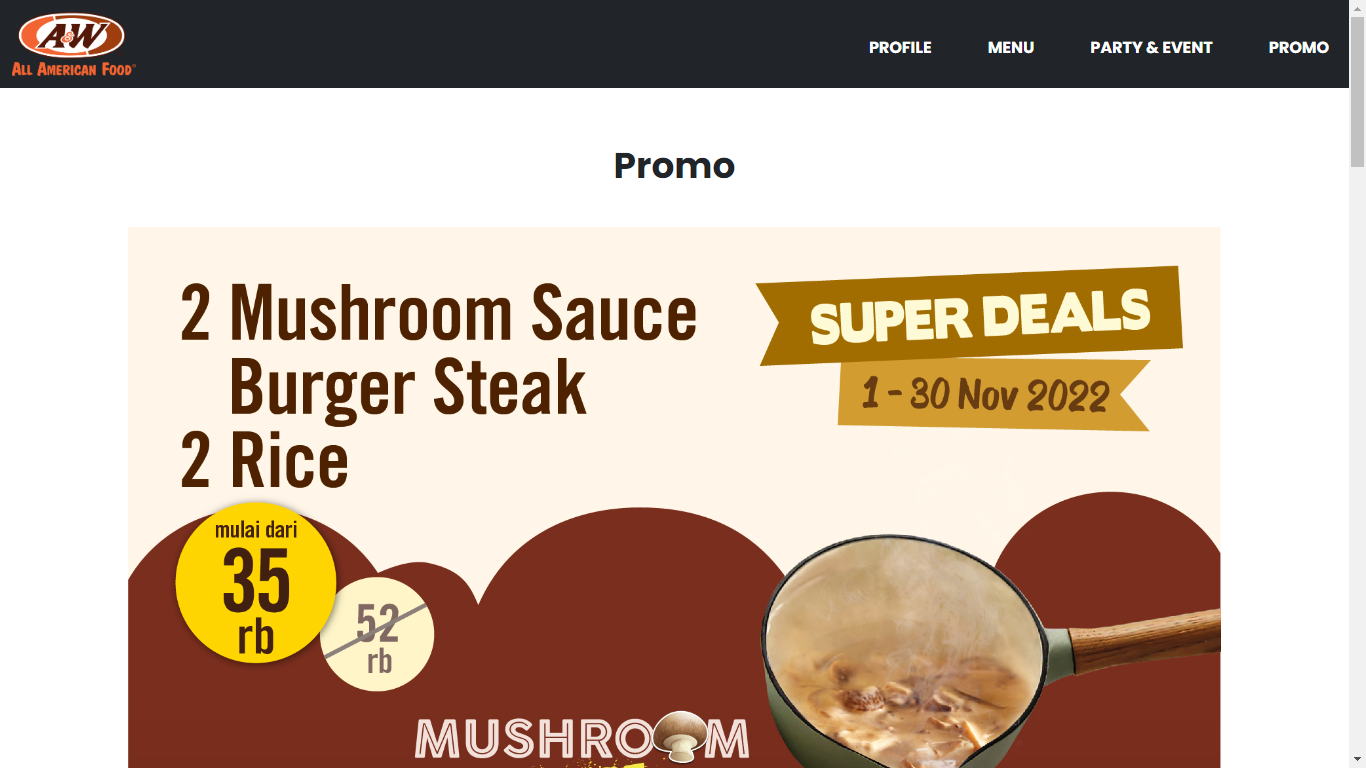 A&W
ALL AMERICAN FOOD
PROFILE
MENU
PARTY & EVENT
PROMO
Promo
2 Mushroom Sauce
Burger Steak
2 Rice
SUPER DEALS
1 - 30 Nov 2022
mulai dari
35
rb
52
rb
MUSHROOM